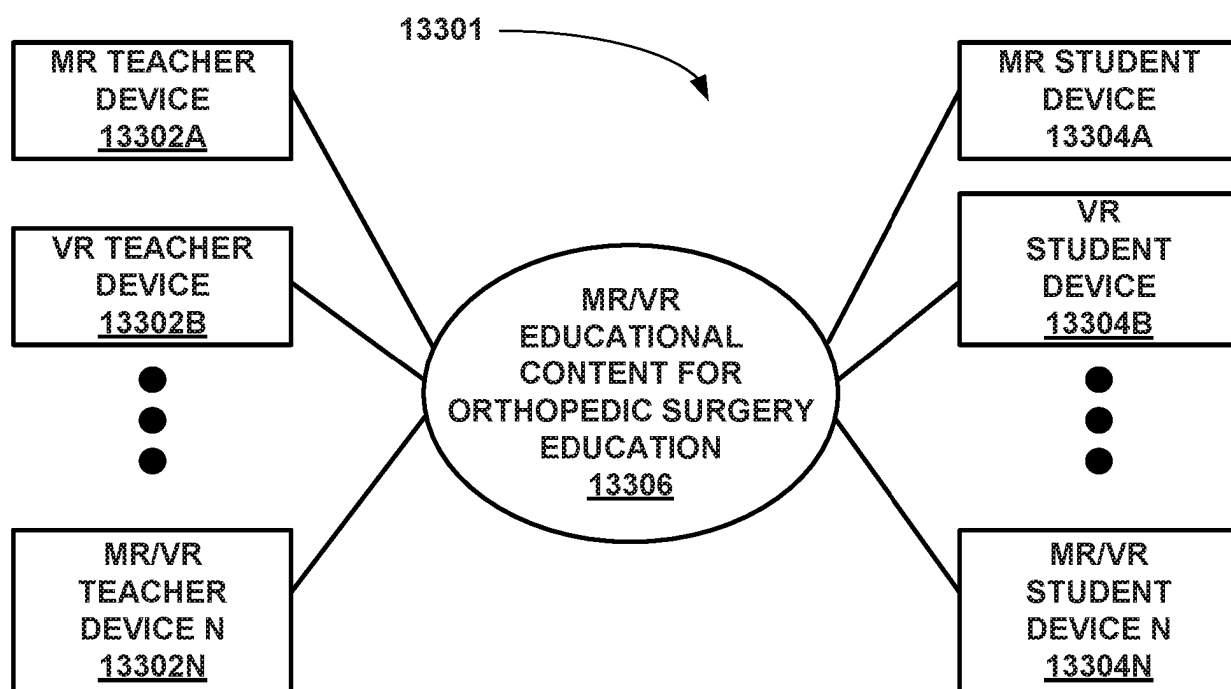 13301
MR TEACHER
DEVICE
13302A
VR TEACHER
DEVICE
13302B
MR/VR
TEACHER
DEVICE N
13302N
MR/VR
EDUCATIONAL
CONTENT FOR
ORTHOPEDIC SURGERY
EDUCATION
13306
MR STUDENT
DEVICE
13304A
VR
STUDENT
DEVICE
13304B
MR/VR
STUDENT
DEVICE N
13304N